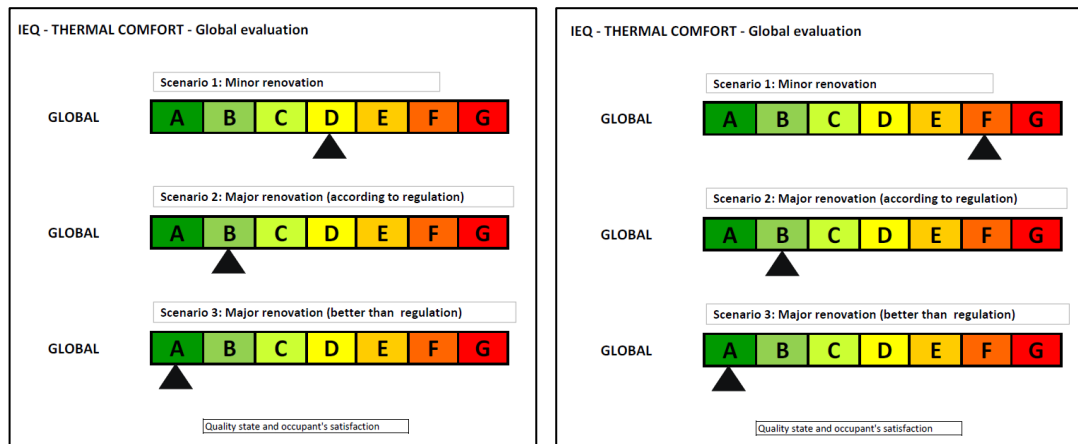 IEQ - THERMAL COMFORT - Global evaluation
Scenario 1: Minor renovation
GLOBAL A B C D E F G
Scenario 2: Major renovation (according to regulation)
GLOBAL A B C D E F G
Scenario 3: Major renovation (better than regulation)
GLOBAL A B C D E F G
Quality state and occupant's satisfaction
IEQ - THERMAL COMFORT - Global evaluation
Scenario 1: Minor renovation
GLOBAL A B C D E F G
Scenario 2: Major renovation (according to regulation)
GLOBAL A B C D E F G
Scenario 3: Major renovation (better than regulation)
GLOBAL A B C D E F G
Quality state and occupant's satisfaction